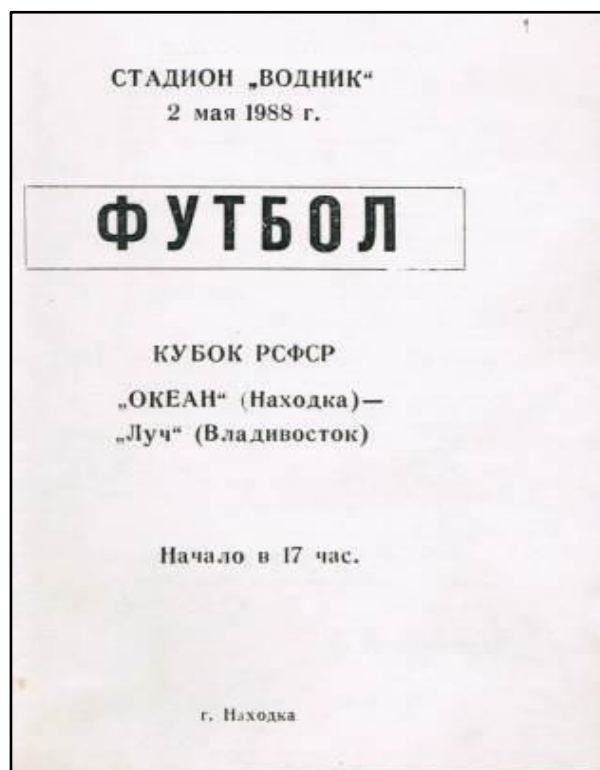 СТАДИОН „ВОДНИК“
2 мая 1988 г.
ФУТБОЛ
КУБОК РСФСР
„ОКЕАН“ (Находка)—
„Луч“ (Владивосток)
Начало в 17 час.
г. Находка